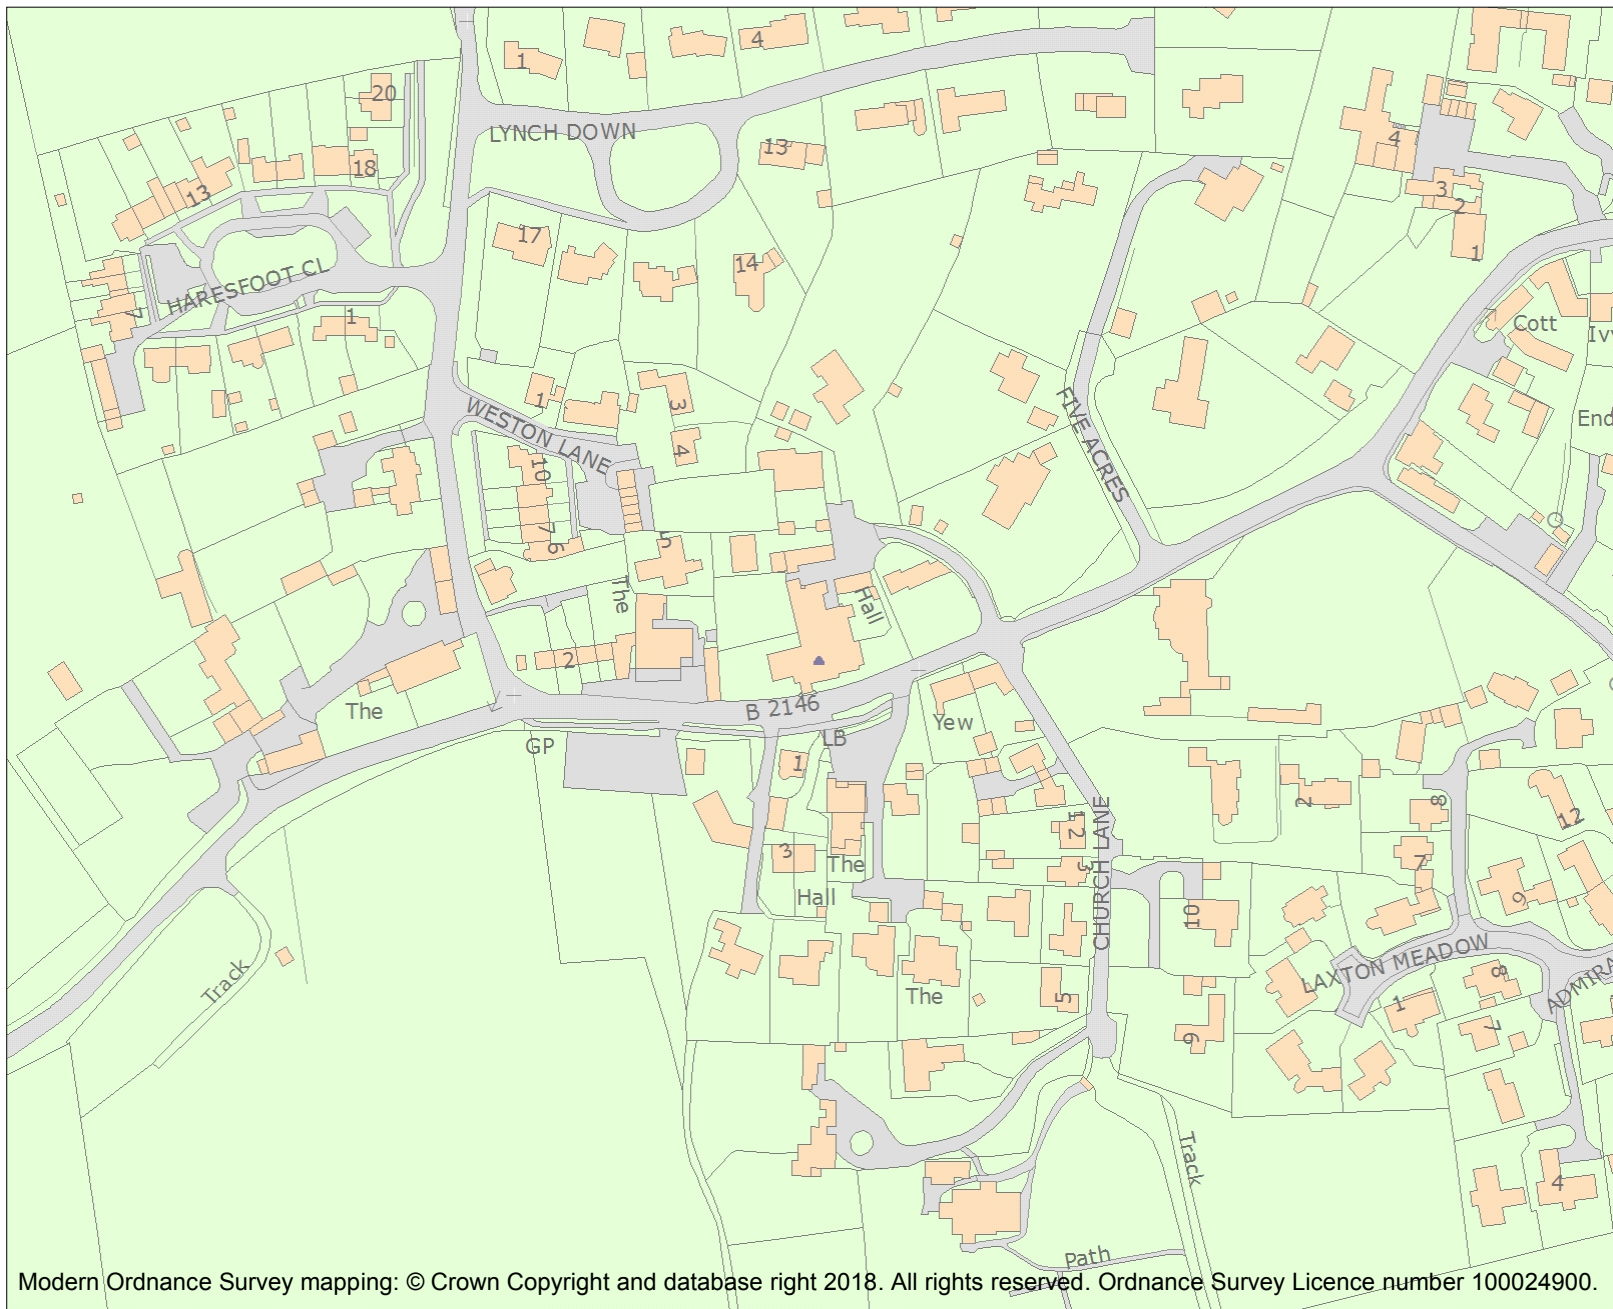 1
4
20
LYNCH DOWN
13
18
4
13
3
2
17
1
14
HARESFOOT CL
7
1
Cott
FIVE ACRES
1
3
WESTON LANE
4
End
10
7
6
5
The
Hall
2
The
B 2146
Yew
GP
LB
1
2
8
12
1
2
CHURCH LANE
3
The
3
7
9
Hall
10
LAXTON MEADOW
Track
The
5
8
1
7
9
Track
4
Path
Modern Ordnance Survey mapping: © Crown Copyright and database right 2018. All rights reserved. Ordnance Survey Licence number 100024900.